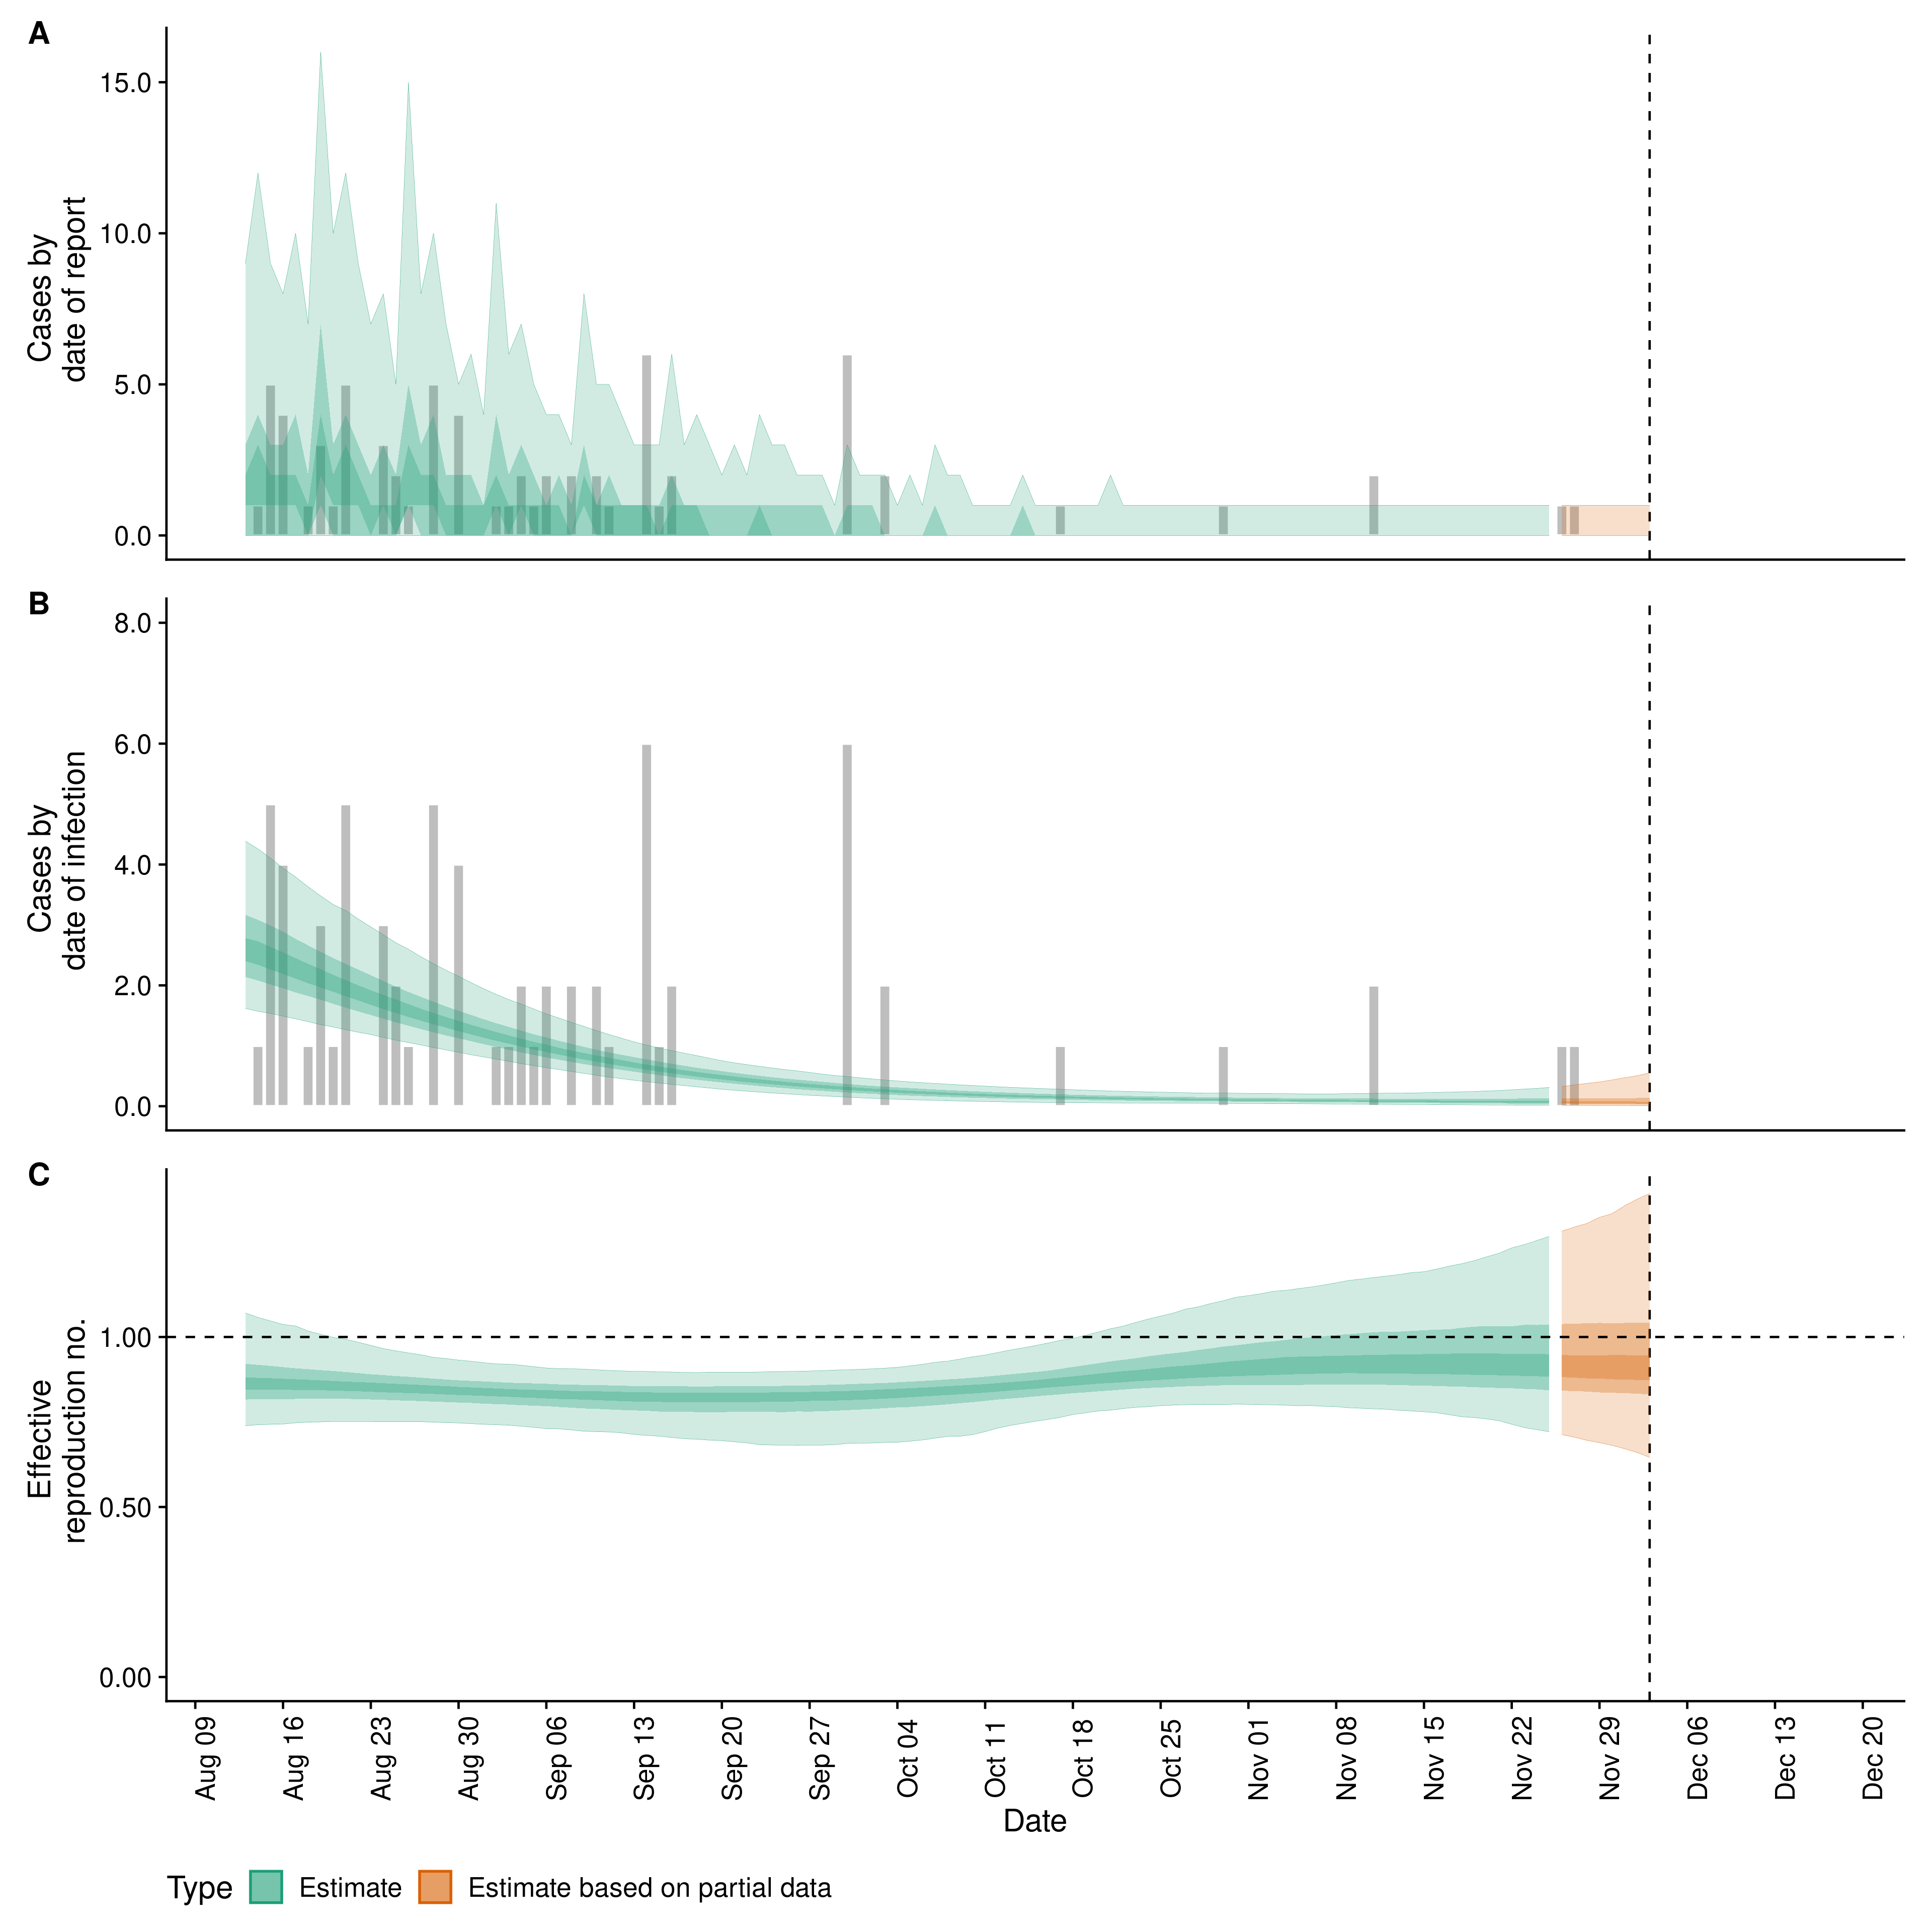 A
Cases by
date of report
15.0
10.0
5.0
0.0
B
Cases by
date of infection
8.0
6.0
4.0
2.0
0.0
C
Effective
reproduction no.
1.00
0.50
0.00
Aug 09
Aug 16
Aug 23
Aug 30
Sep 06
Sep 13
Sep 20
Sep 27
Oct 04
Oct 11
Oct 18
Oct 25
Nov 01
Nov 08
Nov 15
Nov 22
Nov 29
Dec 06
Dec 13
Dec 20
Date
Type
Estimate
Estimate based on partial data